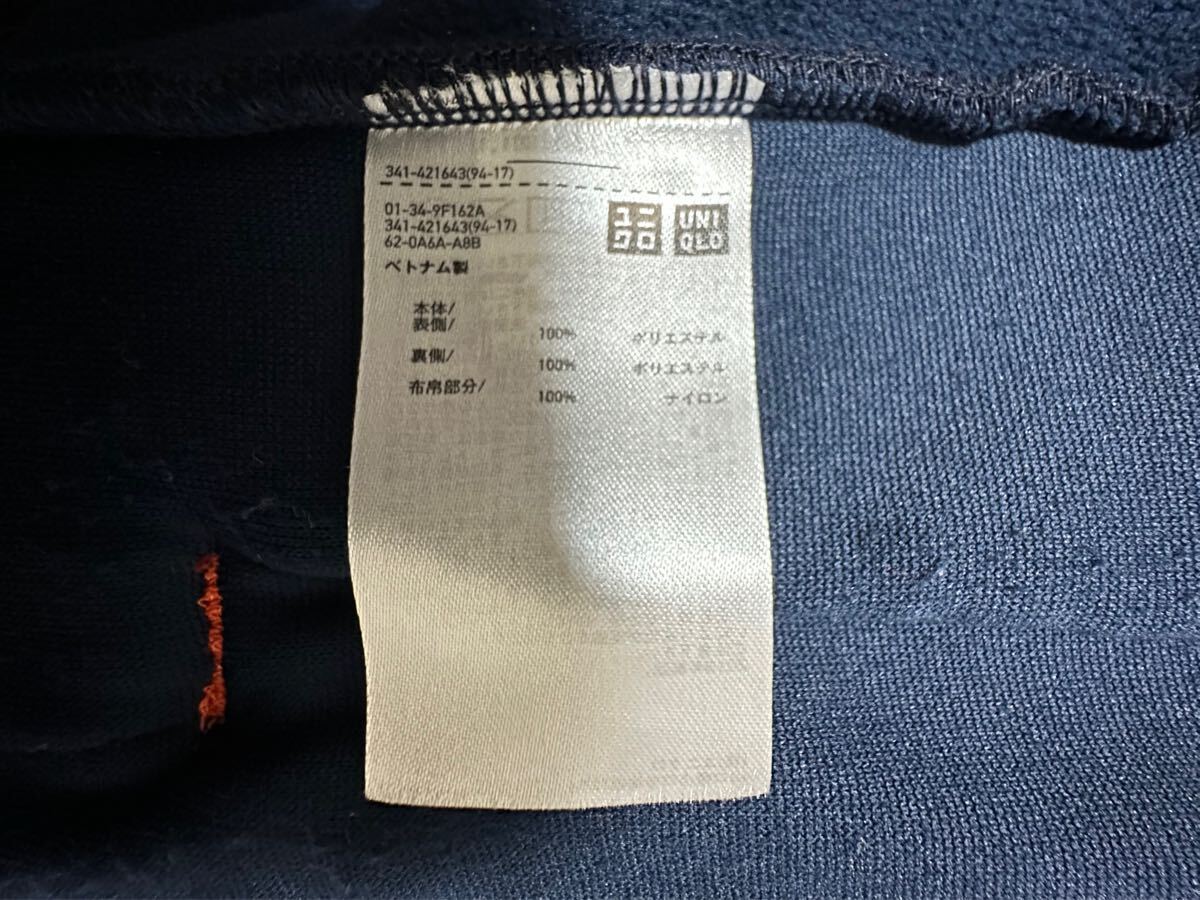 341-421643(94-17)
01-34-9F162A
341-421643(94-17)
62-0A6A-A8B
ユニクロ
UNIQLO
ベトナム製
本体/
表側/ 100% ポリエステル
裏側/ 100% ポリエステル
布帛部分/ 100% ナイロン